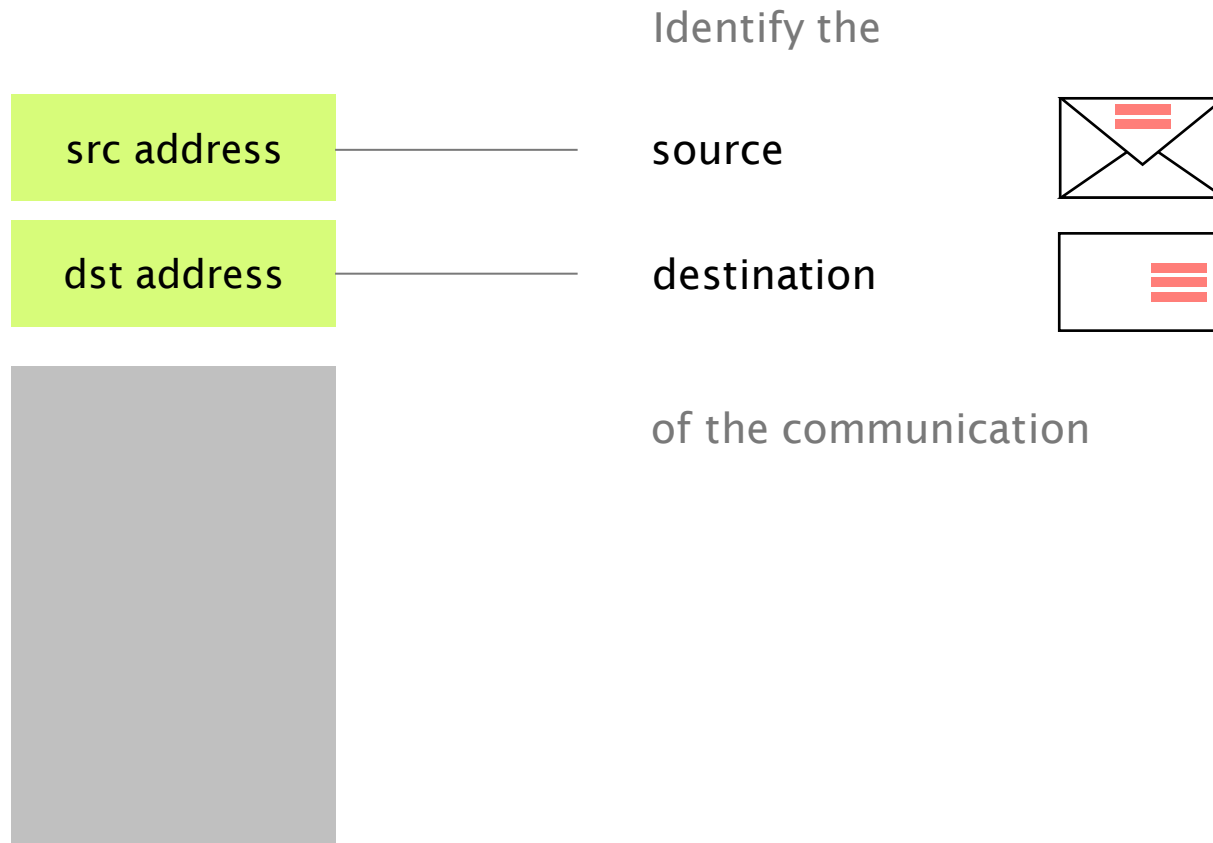 Identify the
src address
source
dst address
destination
of the communication